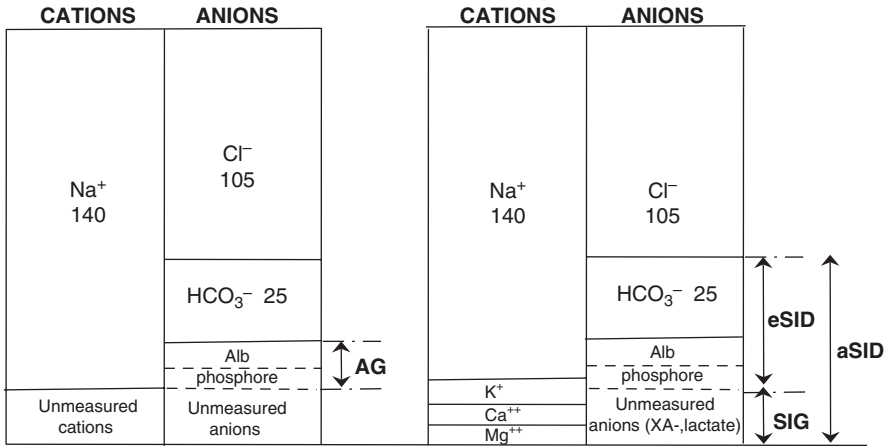 CATIONS ANIONS
Na+
140
Cl–
105
HCO3– 25
Alb
phosphore
AG
Unmeasured
cations
Unmeasured
anions
CATIONS ANIONS
Na+
140
Cl–
105
HCO3– 25
Alb
phosphore
K+
Ca++
Mg++
Unmeasured
anions (XA-,lactate)
eSID
aSID
SIG